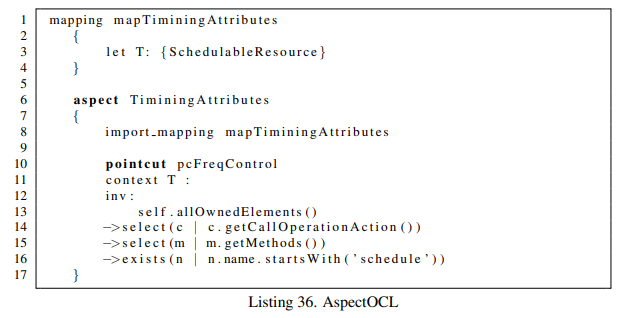 1 mapping mapTiminingAttributes
2 {
3 let T: {SchedulableResource}
4 }
5
6 aspect TiminingAttributes
7 {
8 import_mapping mapTiminingAttributes
9
10 pointcut pcFreqControl
11 context T :
12 inv:
13 self.allOwnedElements()
14 −>select(c | c.getCallOperationAction())
15 −>select(m | m.getMethods())
16 −>exists(n | n.name.startsWith('schedule'))
17 }
Listing 36. AspectOCL